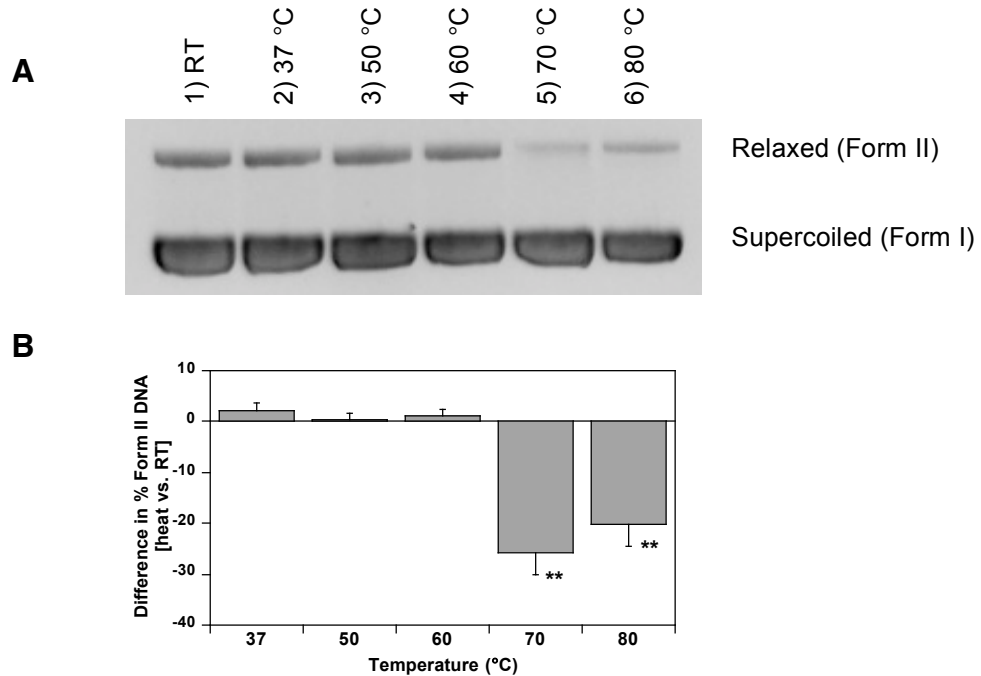 A
1) RT
2) 37 °C
3) 50 °C
4) 60 °C
5) 70 °C
6) 80 °C
Relaxed (Form II)
Supercoiled (Form I)
B
Difference in % Form II DNA
[heat vs. RT]
10
0
-10
-20
-30
-40
**
**
37
50
60
70
80
Temperature (°C)